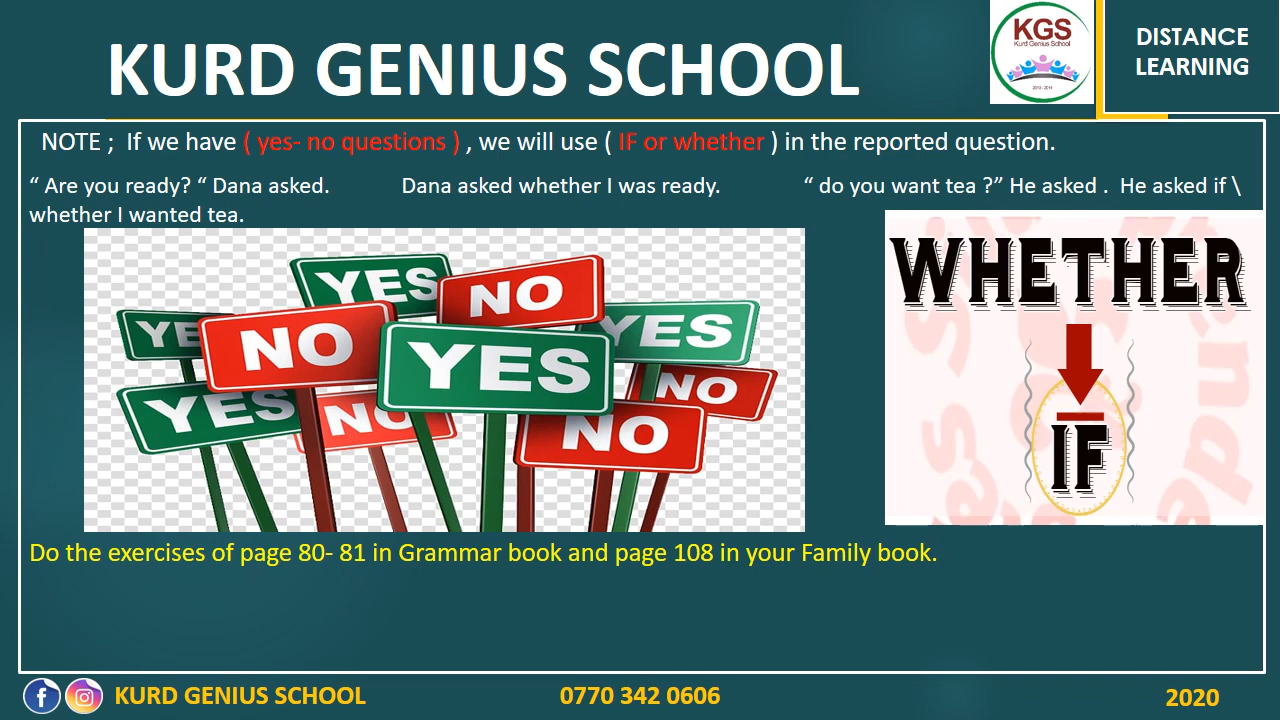 KURD GENIUS SCHOOL
KGS
Kurd Genius School
DISTANCE
LEARNING
NOTE ; If we have ( yes- no questions ) , we will use ( IF or whether ) in the reported question.
“ Are you ready? “ Dana asked. Dana asked whether I was ready. “ do you want tea ?” He asked . He asked if \
whether I wanted tea.
YES
NO
YE
NO
YES
YES
NO
YES
NO
NO
WHETHER
IF
Do the exercises of page 80- 81 in Grammar book and page 108 in your Family book.
KURD GENIUS SCHOOL
0770 342 0606
2020